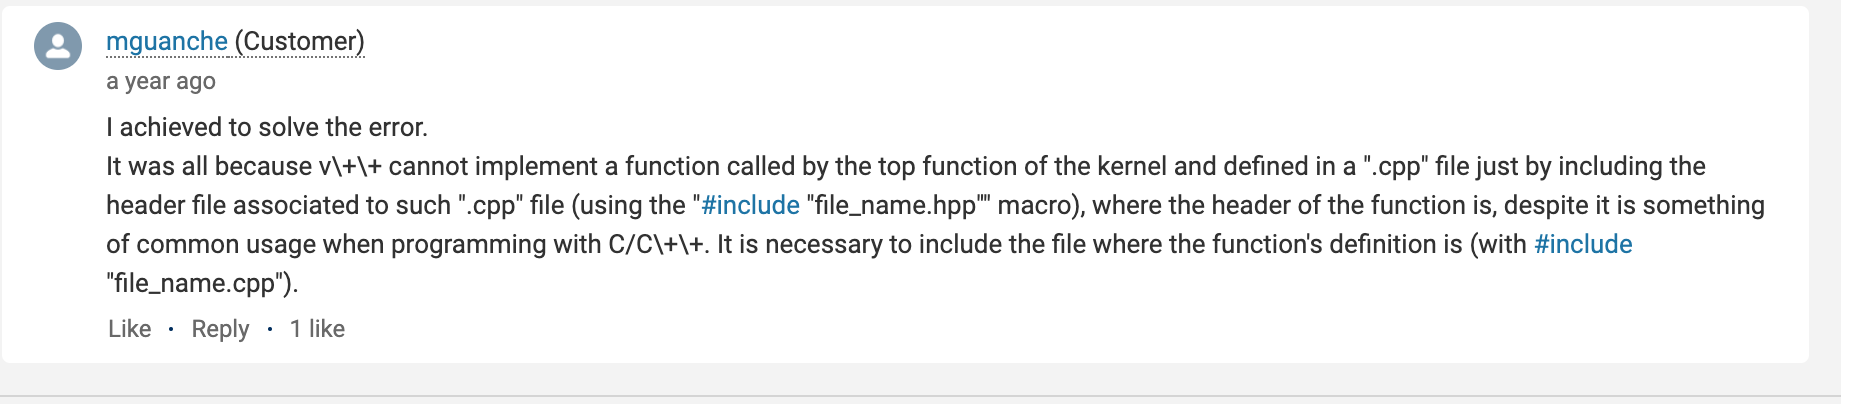 mguanche (Customer)
a year ago
I achieved to solve the error.
It was all because v\+\+ cannot implement a function called by the top function of the kernel and defined in a ".cpp" file just by including the
header file associated to such ".cpp" file (using the "#include "file_name.hpp"" macro), where the header of the function is, despite it is something
of common usage when programming with C/C\+\+. It is necessary to include the file where the function's definition is (with #include
"file_name.cpp").
Like · Reply · 1 like